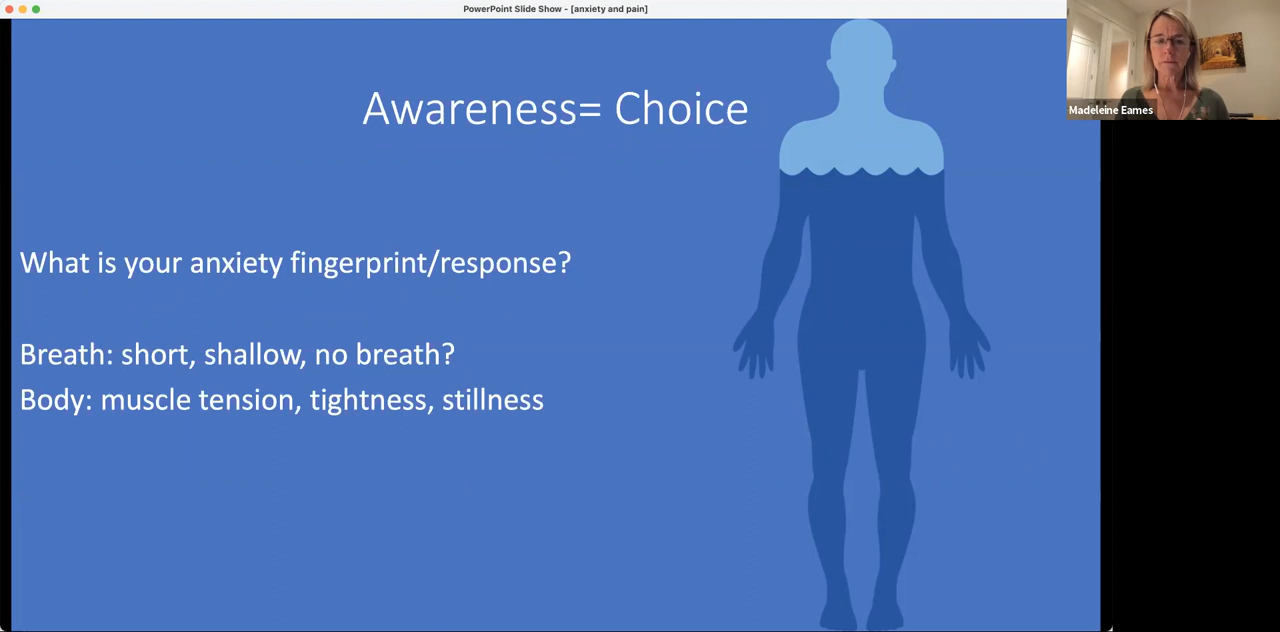 PowerPoint Slide Show - [anxiety and pain]
Madeleine Eames
Awareness= Choice
What is your anxiety fingerprint/response?
Breath: short, shallow, no breath?
Body: muscle tension, tightness, stillness